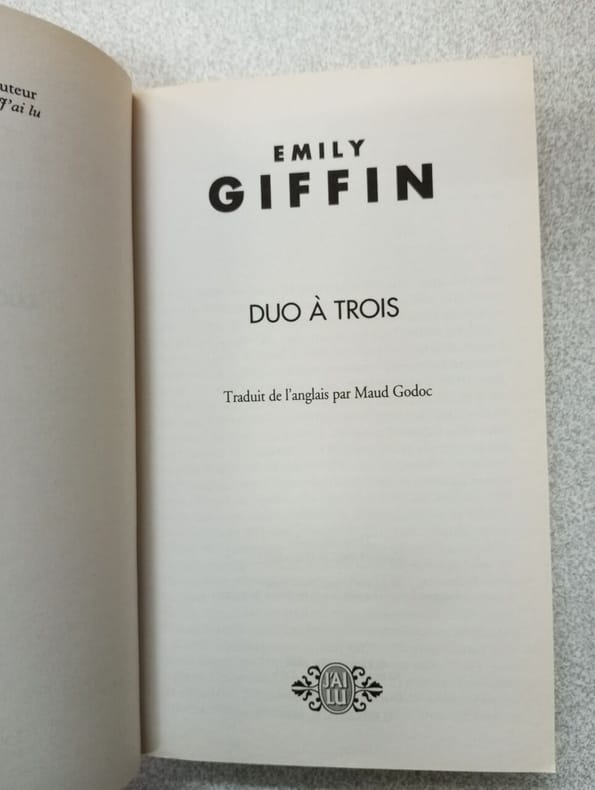 uteur
J'ai lu
EMILY
GIFFIN
DUO À TROIS
Traduit de l'anglais par Maud Godoc
J'AI
LU